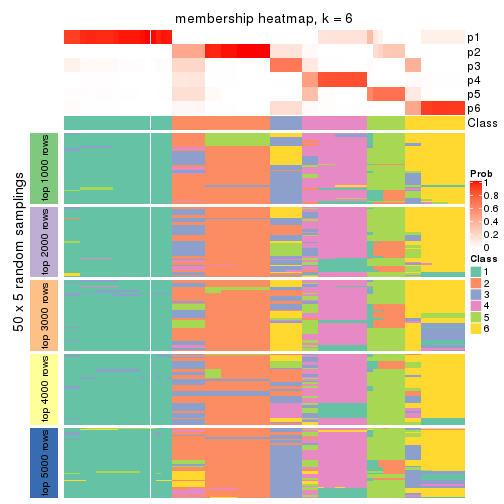 membership heatmap, k = 6
p1
p2
p3
p4
p5
p6
Class
50 x 5 random samplings
top 1000 rows
top 2000 rows
top 3000 rows
top 4000 rows
top 5000 rows
Prob
1
0.8
0.6
0.4
0.2
0
Class
1
2
3
4
5
6